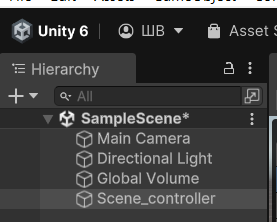 Unity 6 ШВ Asset S
Hierarchy
All
SampleScene*
Main Camera
Directional Light
Global Volume
Scene_controller